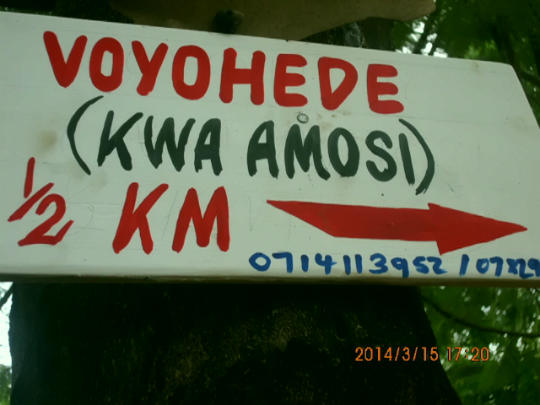 VOYOHEDE
(KWA AMOSI)
1/2 KM
0714113952 /
2014/3/15 17:20